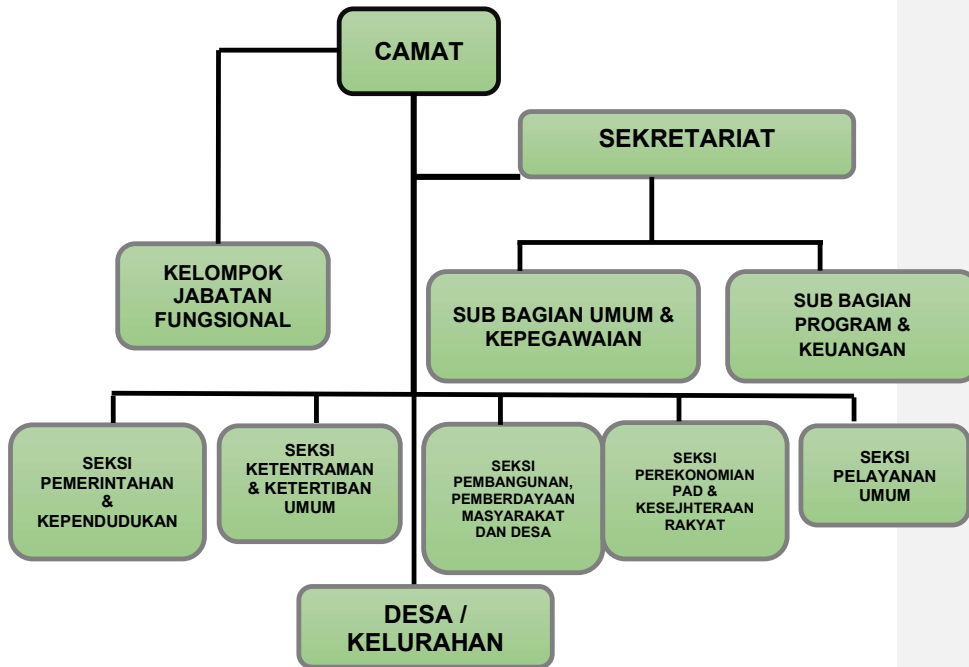 CAMAT
SEKRETARIAT
KELOMPOK
JABATAN
FUNGSIONAL
SUB BAGIAN UMUM &
KEPEGAWAIAN
SUB BAGIAN
PROGRAM &
KEUANGAN
SEKSI
PEMERINTAHAN
&
KEPENDUDUKAN
SEKSI
KETENTRAMAN
& KETERTIBAN
UMUM
SEKSI
PEMBANGUNAN,
PEMBERDAYAAN
MASYARAKAT
DAN DESA
SEKSI
PEREKONOMIAN
PAD &
KESEJHTERAAN
RAKYAT
SEKSI
PELAYANAN
UMUM
DESA /
KELURAHAN